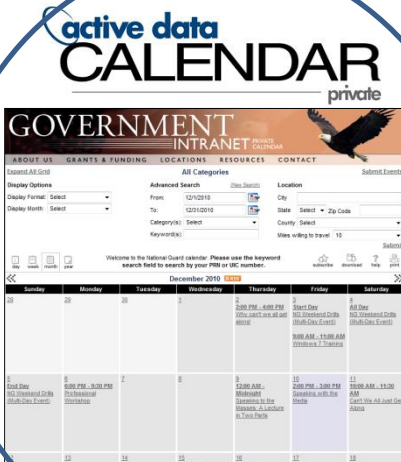 active data
CALENDAR
private
GOVERNMENT
INTRANET PRIVATE CALENDAR
ABOUT US GRANTS & FUNDING LOCATIONS RESOURCES CONTACT
Expand All Grid All Categories Submit Events
Display Options Advanced Search New Search Location
Display Format: Select From: 12/1/2010 City
Display Month: Select To: 12/31/2010 State Select Zip Code
Category(s): Select County Select
Keyword(s): Miles willing to travel: 10
Submit
Welcome to the National Guard calendar. Please use the keyword
search field to search by your PRN or UIC number.
day week month year subscribe download help print
December 2010
Sunday Monday Tuesday Wednesday Thursday Friday Saturday
28 29 30 1 2 3 4
2:00 PM - 4:00 PM Start Day All Day
Why can't we all get NG Weekend Drills NG Weekend Drills
along (Multi-Day Event) (Multi-Day Event)
9:00 AM - 11:00 AM
Windows 7 Training
5 6 7 8 9 10 11
End Day 6:00 PM - 9:30 PM 12:00 AM - 2:00 PM - 3:00 PM 10:00 AM - 11:30
NG Weekend Drills Professional Midnight Speaking with the AM
(Multi-Day Event) Workshop Speaking to the Media Can't We All Just Get
Masses: A Lecture Along
in Two Parts
12 13 14 15 16 17 18